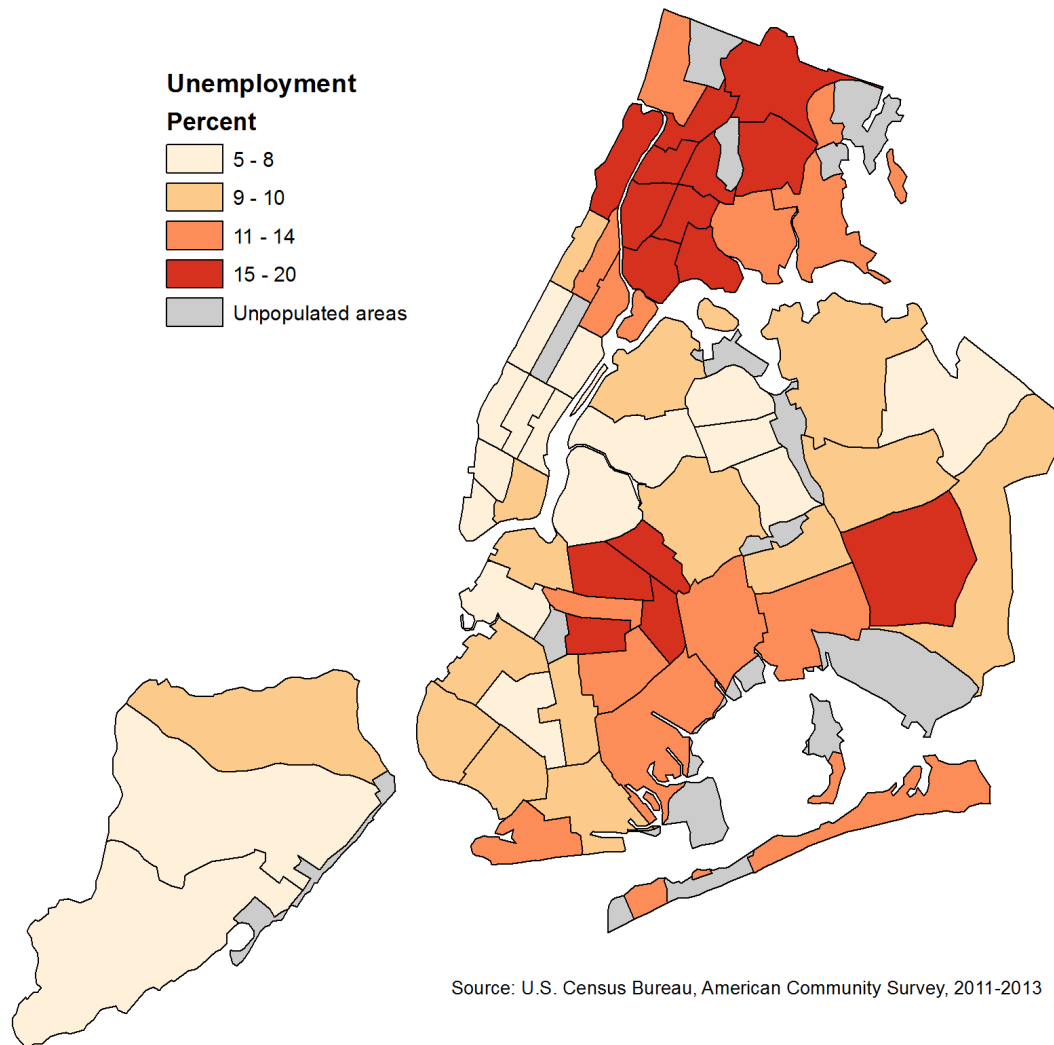 Unemployment
Percent
5 - 8
9 - 10
11 - 14
15 - 20
Unpopulated areas
Source: U.S. Census Bureau, American Community Survey, 2011-2013